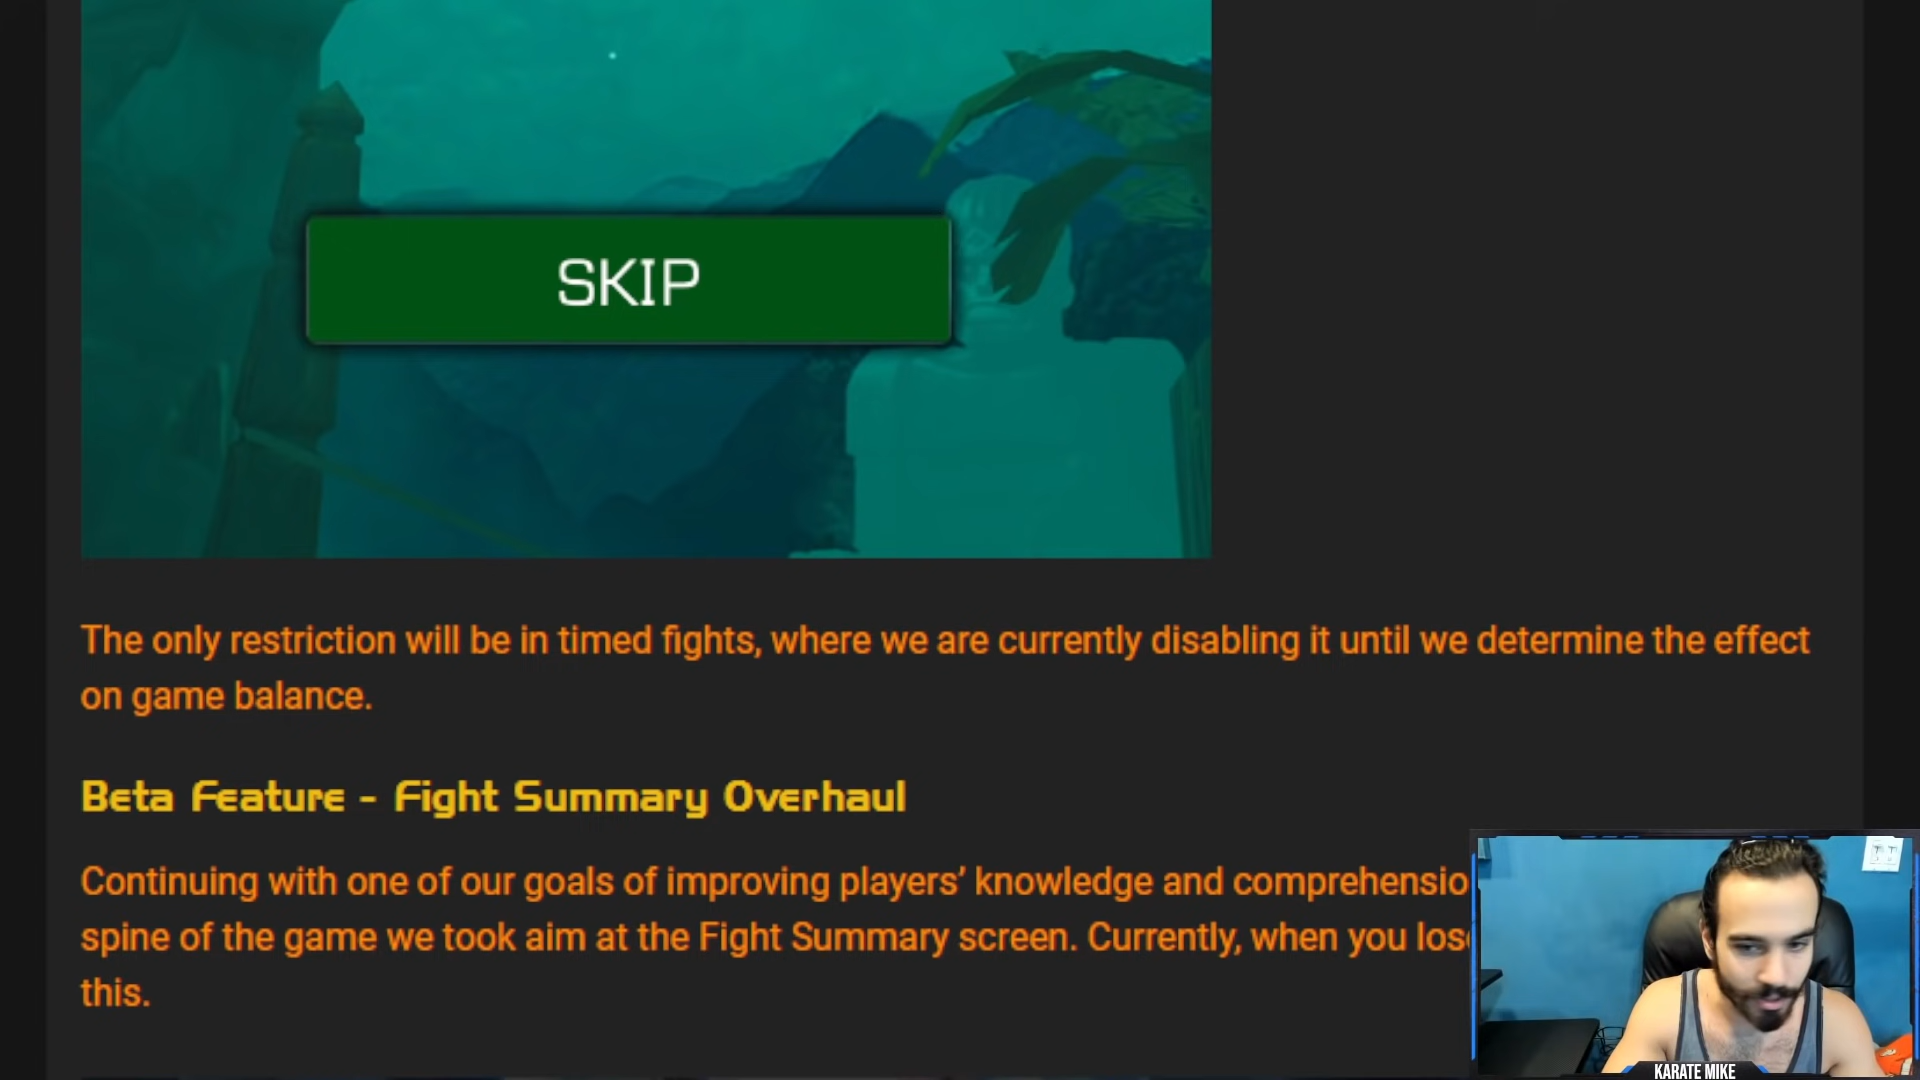 SKIP
The only restriction will be in timed fights, where we are currently disabling it until we determine the effect
on game balance.
Beta Feature - Fight Summary Overhaul
Continuing with one of our goals of improving players' knowledge and
spine of the game we took aim at the Fight Summary screen. Currently, when you
this.
KARATE MIKE